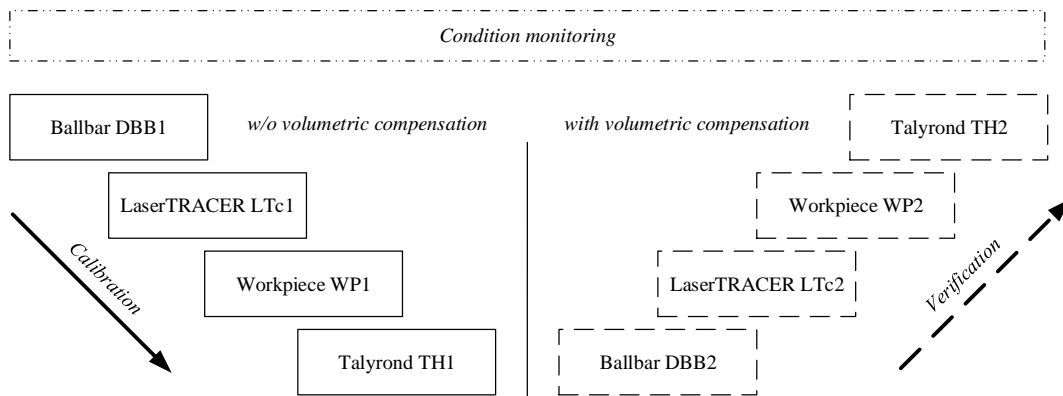 Condition monitoring
Ballbar DBB1
w/o volumetric compensation
with volumetric compensation
Talyrond TH2
LaserTRACER LTc1
Workpiece WP2
Calibration
Workpiece WP1
LaserTRACER LTc2
Verification
Talyrond TH1
Ballbar DBB2